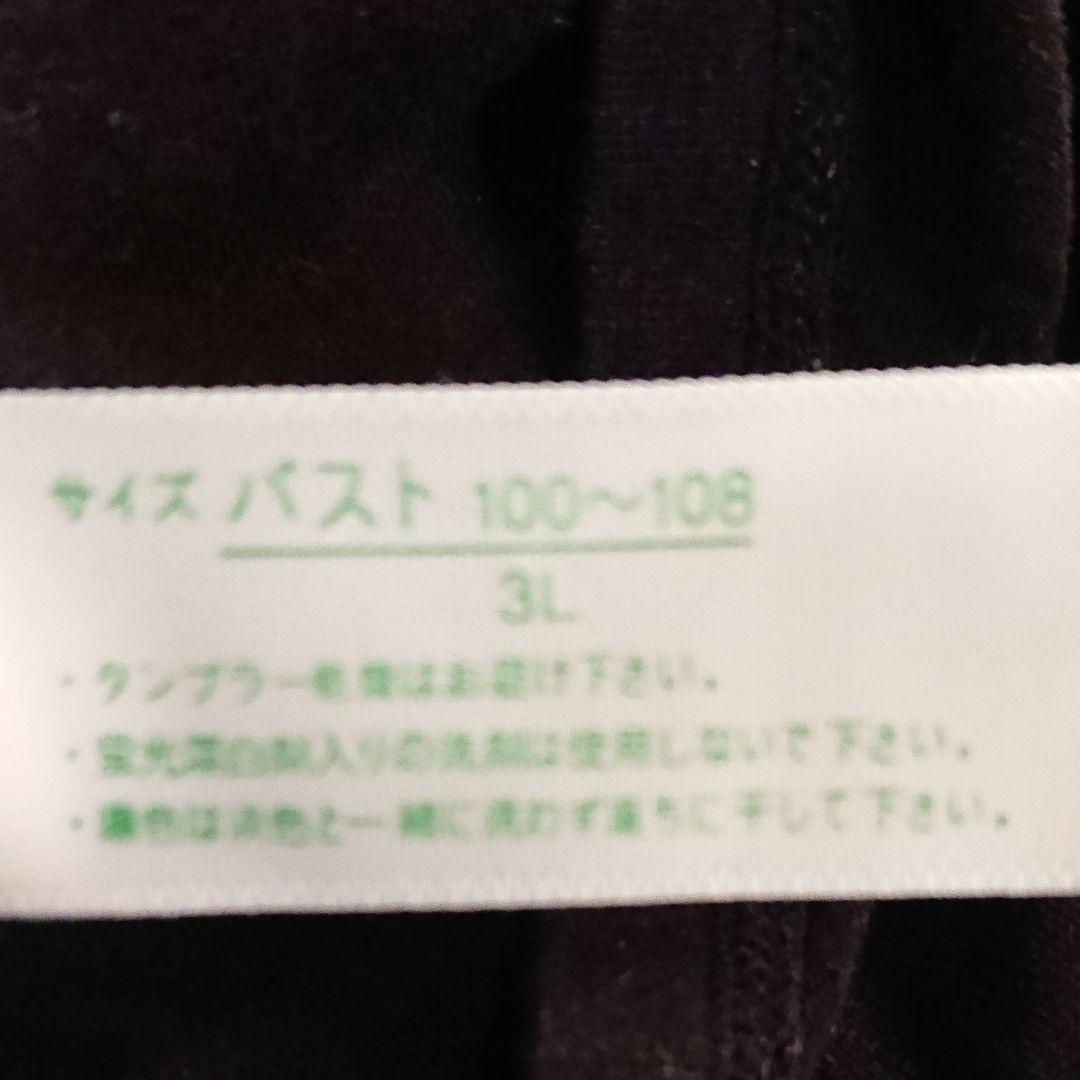 サイズ バスト 100〜108
3L
・タンブラー乾燥はお避け下さい。
・蛍光漂白剤入りの洗剤は使用しないで下さい。
・濃色は淡色と一緒に洗わず直ちに干して下さい。